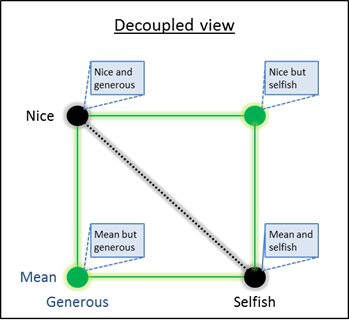 Decoupled view
Nice and
generous
Nice but
selfish
Nice
Mean but
generous
Mean and
selfish
Mean
Generous
Selfish